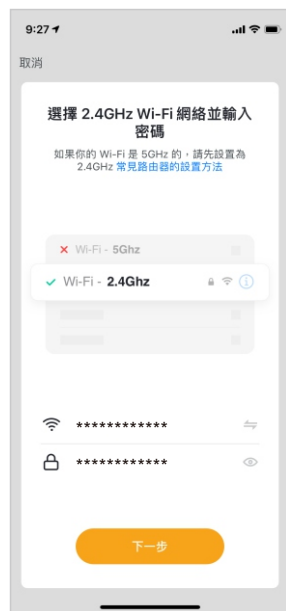 9:27
取消
選擇 2.4GHz Wi-Fi 網絡並輸入
密碼
如果你的 Wi-Fi 是 5GHz 的，請先設置為
2.4GHz 常見路由器的設置方法
Wi-Fi - 5Ghz
Wi-Fi - 2.4Ghz
************
************
下一步